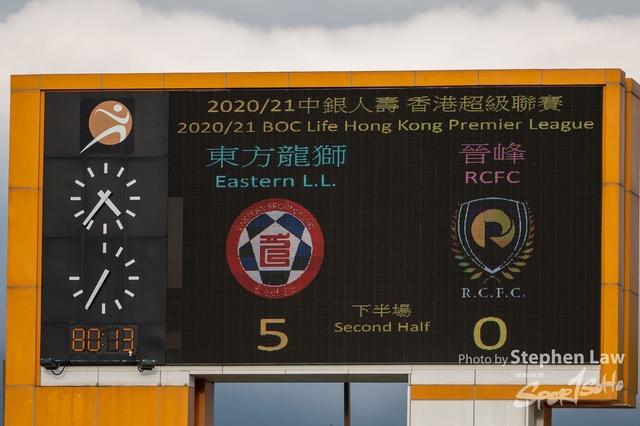 2020/21中銀人壽 香港超級聯賽
2020/21 BOC Life Hong Kong Premier League
東方龍獅
Eastern L.L.
晉峰
RCFC
R.C.F.C.
下半場
Second Half
5
0
80:13
Photo by Stephen Law
SporTSoHo